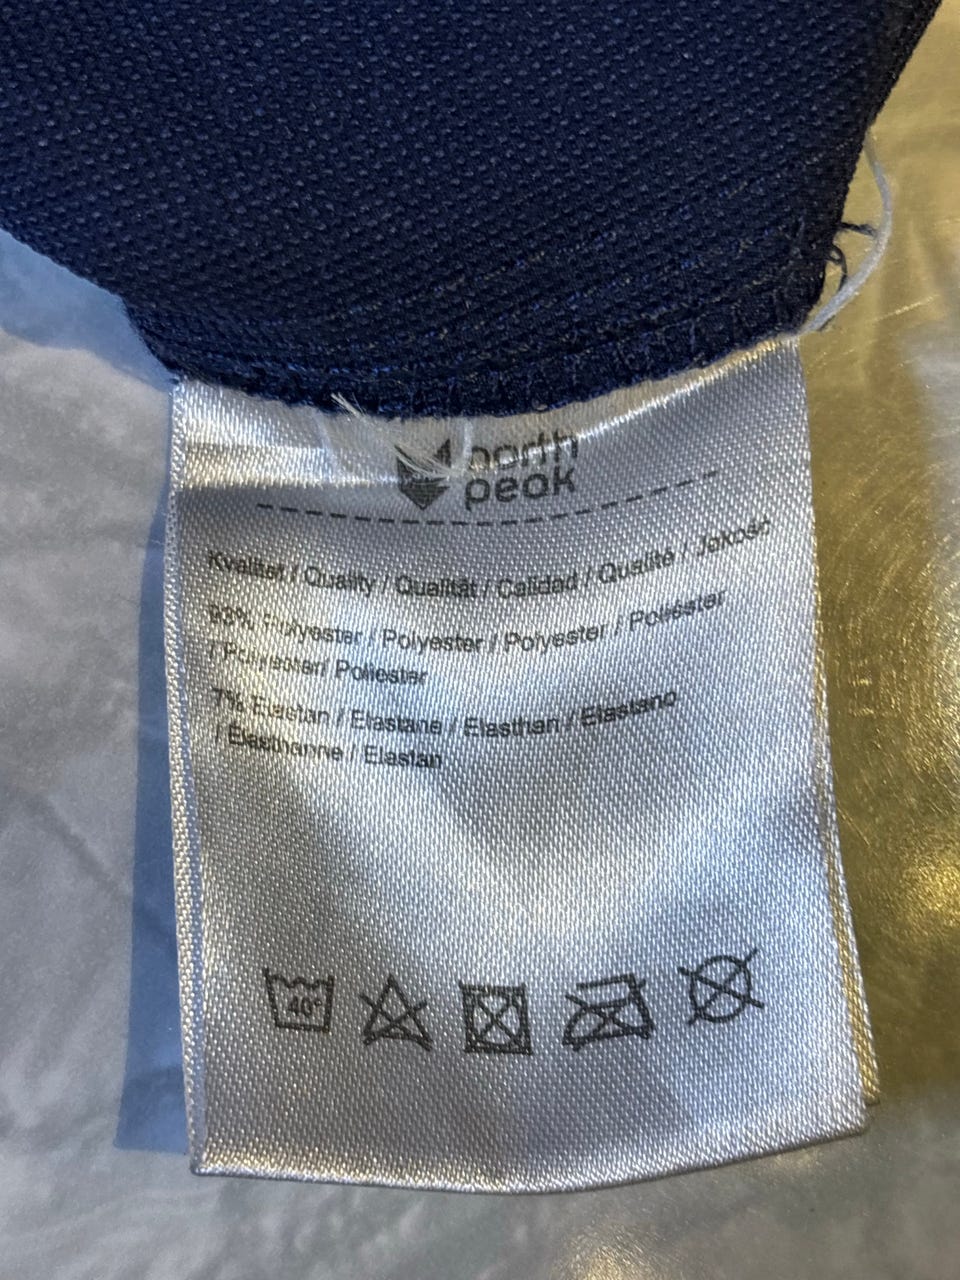 north
peak
Kvalitet / Quality / Qualität / Calidad / Qualité / Jakość
93% Polyester / Polyester / Polyester / Poliéster
/ Polyester/ Poliester
7% Elastan / Elastane / Elasthan / Elastano
/ Elasthanne / Elastan
40°